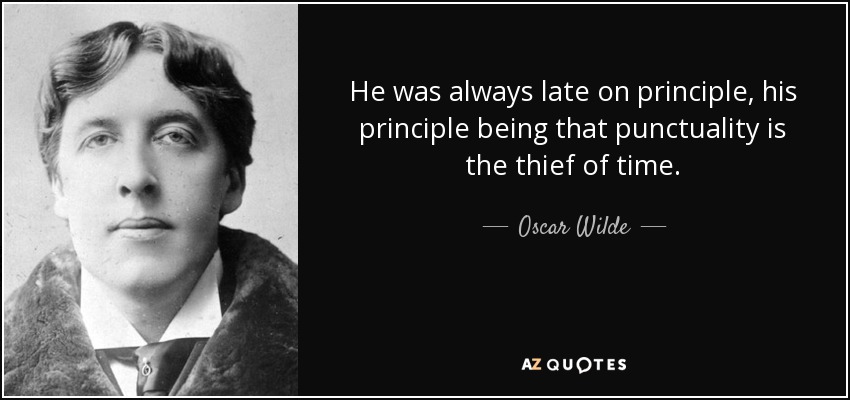 He was always late on principle, his
principle being that punctuality is
the thief of time.
— Oscar Wilde —
AZ QUOTES